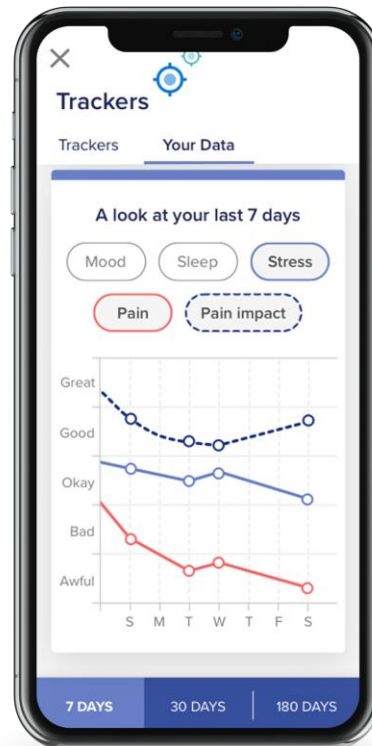 Trackers
Trackers Your Data
A look at your last 7 days
Mood Sleep Stress
Pain Pain impact
Great
Good
Okay
Bad
Awful
S M T W T F S
7 DAYS 30 DAYS 180 DAYS